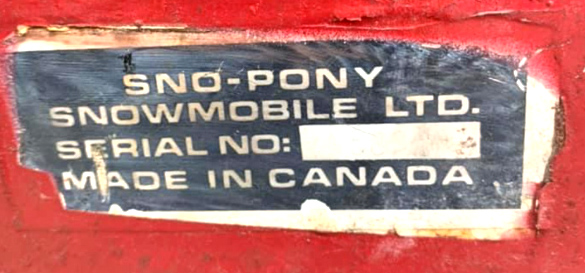 SNO-PONY
SNOWMOBILE LTD.
SERIAL NO:
MADE IN CANADA